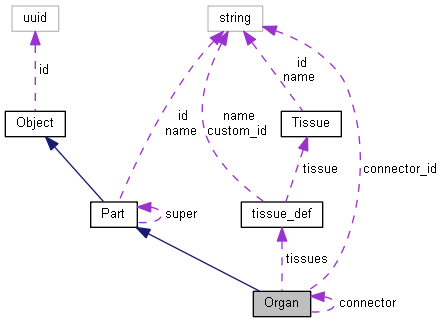 uuid
string
id
id
name
Object
id
name
name
custom_id
Tissue
tissue
connector_id
Part
super
tissue_def
tissues
Organ
connector